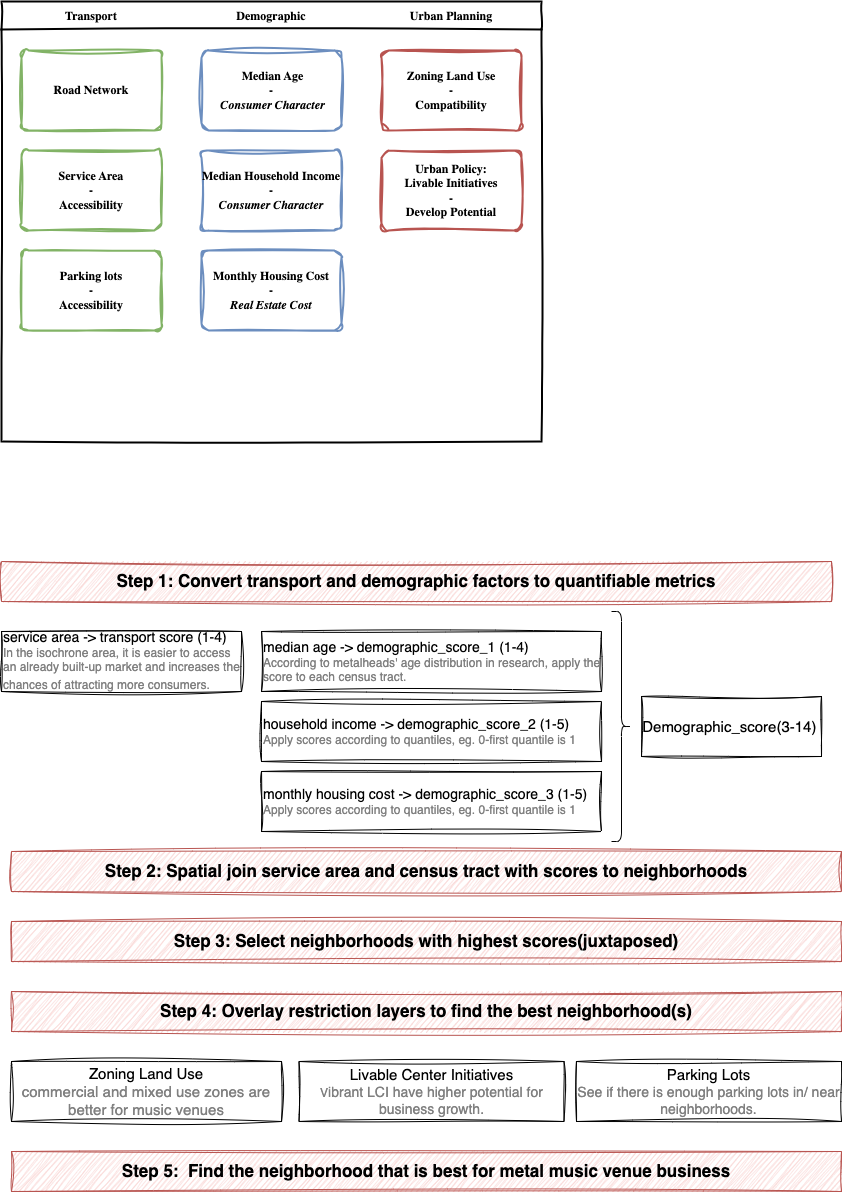 Transport Demographic Urban Planning
Road Network
Median Age
-
Consumer Character
Zoning Land Use
-
Compatibility
Service Area
-
Accessibility
Median Household Income
-
Consumer Character
Urban Policy:
Livable Initiatives
-
Develop Potential
Parking lots
-
Accessibility
Monthly Housing Cost
-
Real Estate Cost
Step 1: Convert transport and demographic factors to quantifiable metrics
service area -> transport score (1-4)
In the isochrone area, it is easier to access
an already built-up market and increases the
chances of attracting more consumers.
median age -> demographic_score_1 (1-4)
According to metalheads' age distribution in research, apply the
score to each census tract.
household income -> demographic_score_2 (1-5)
Apply scores according to quantiles, eg. 0-first quantile is 1
monthly housing cost -> demographic_score_3 (1-5)
Apply scores according to quantiles, eg. 0-first quantile is 1
Demographic_score(3-14)
Step 2: Spatial join service area and census tract with scores to neighborhoods
Step 3: Select neighborhoods with highest scores(juxtaposed)
Step 4: Overlay restriction layers to find the best neighborhood(s)
Zoning Land Use
commercial and mixed use zones are
better for music venues
Livable Center Initiatives
Vibrant LCI have higher potential for
business growth.
Parking Lots
See if there is enough parking lots in/ near
neighborhoods.
Step 5: Find the neighborhood that is best for metal music venue business